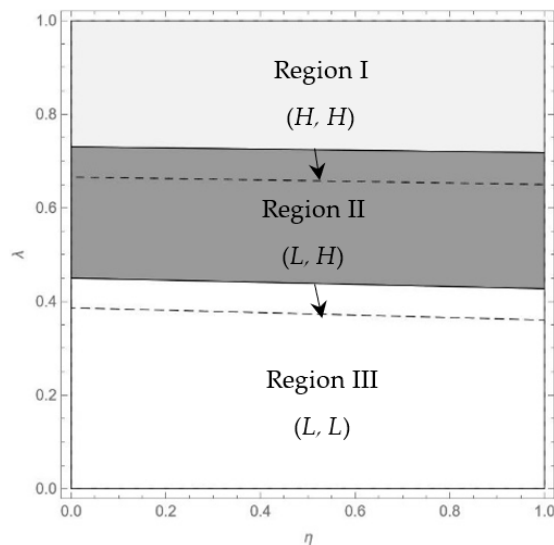 1.0
Region I
(H, H)
0.8
0.6
Region II
(L, H)
λ
0.4
Region III
(L, L)
0.2
0.0
0.0 0.2 0.4 0.6 0.8 1.0
η